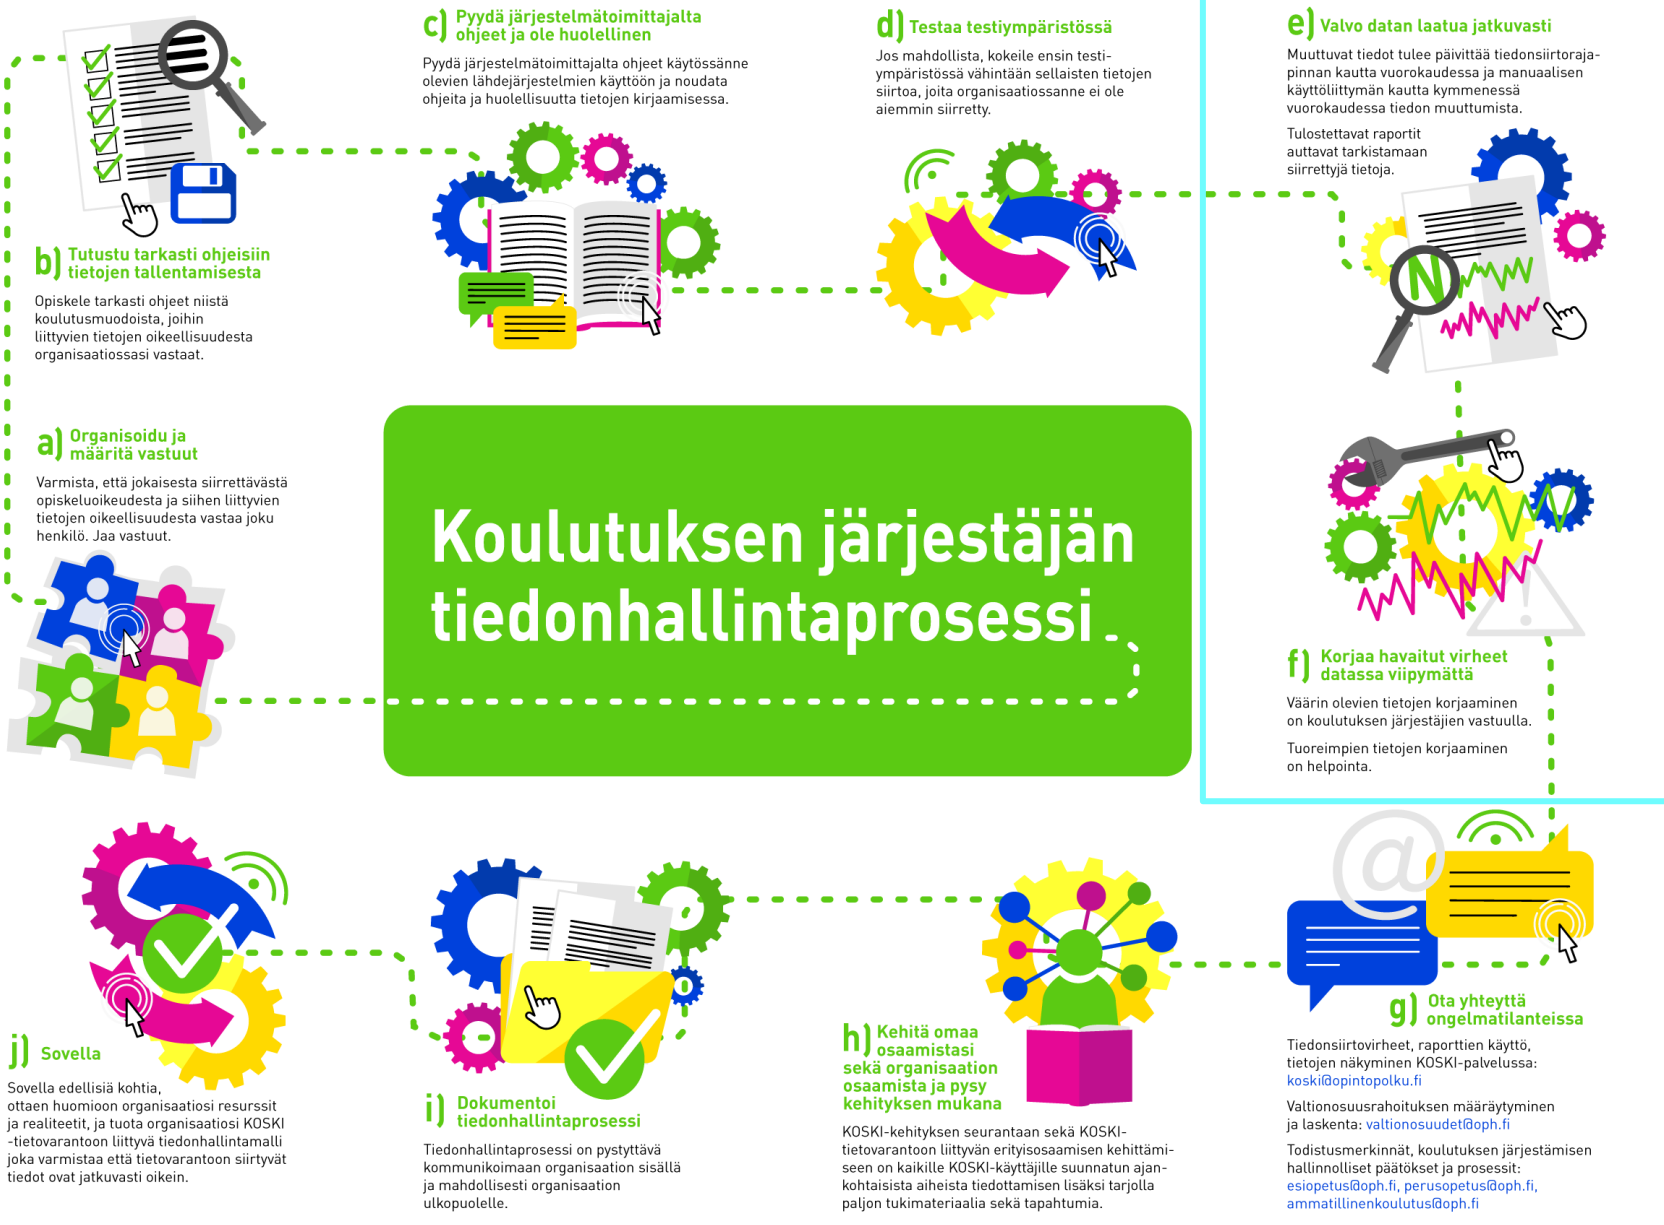 Koulutuksen järjestäjän
tiedonhallintaprosessi
a) Organisoidu ja
määritä vastuut
Varmista, että jokaisesta siirrettävästä
opiskeluoikeudesta ja siihen liittyvien
tietojen oikeellisuudesta vastaa joku
henkilö. Jaa vastuut.
b) Tutustu tarkasti ohjeisiin
tietojen tallentamisesta
Opiskele tarkasti ohjeet niistä
koulutusmuodoista, joihin
liittyvien tietojen oikeellisuudesta
organisaatiossasi vastaat.
c) Pyydä järjestelmätoimittajalta
ohjeet ja ole huolellinen
Pyydä järjestelmätoimittajalta ohjeet käytössänne
olevien lähdejärjestelmien käyttöön ja noudata
ohjeita ja huolellisuutta tietojen kirjaamisessa.
d) Testaa testiympäristössä
Jos mahdollista, kokeile ensin testi-
ympäristössä vähintään sellaisten tietojen
siirtoa, joita organisaatiossanne ei ole
aiemmin siirretty.
e) Valvo datan laatua jatkuvasti
Muuttuvat tiedot tulee päivittää tiedonsiirtoraja-
pinnan kautta vuorokaudessa ja manuaalisen
käyttöliittymän kautta kymmenessä
vuorokaudessa tiedon muuttumista.
Tulostettavat raportit
auttavat tarkistamaan
siirrettyjä tietoja.
f) Korjaa havaitut virheet
datassa viipymättä
Väärin olevien tietojen korjaaminen
on koulutuksen järjestäjien vastuulla.
Tuoreimpien tietojen korjaaminen
on helpointa.
g) Ota yhteyttä
ongelmatilanteissa
Tiedonsiirtovirheet, raporttien käyttö,
tietojen näkyminen KOSKI-palvelussa:
koski@opintopolku.fi
Valtionosuusrahoituksen määräytyminen
ja laskenta: valtionosuudet@oph.fi
Todistusmerkinnät, koulutuksen järjestämisen
hallinnolliset päätökset ja prosessit:
esiopetus@oph.fi, perusopetus@oph.fi,
ammatillinenkoulutus@oph.fi
h) Kehitä omaa
osaamistasi
sekä organisaation
osaamista ja pysy
kehityksen mukana
KOSKI-kehityksen seurantaan sekä KOSKI-
tietovarantoon liittyvän erityisosaamisen kehittämi-
seen on kaikille KOSKI-käyttäjille suunnatun ajan-
kohtaisista aiheista tiedottamisen lisäksi tarjolla
paljon tukimateriaalia sekä tapahtumia.
i) Dokumentoi
tiedonhallintaprosessi
Tiedonhallintaprosessi on pystyttävä
kommunikoimaan organisaation sisällä
ja mahdollisesti organisaation
ulkopuolelle.
j) Sovella
Sovella edellisiä kohtia,
ottaen huomioon organisaatiosi resurssit
ja realiteetit, ja tuota organisaatiosi KOSKI
-tietovarantoon liittyvä tiedonhallintamalli
joka varmistaa että tietovarantoon siirtyvät
tiedot ovat jatkuvasti oikein.
@